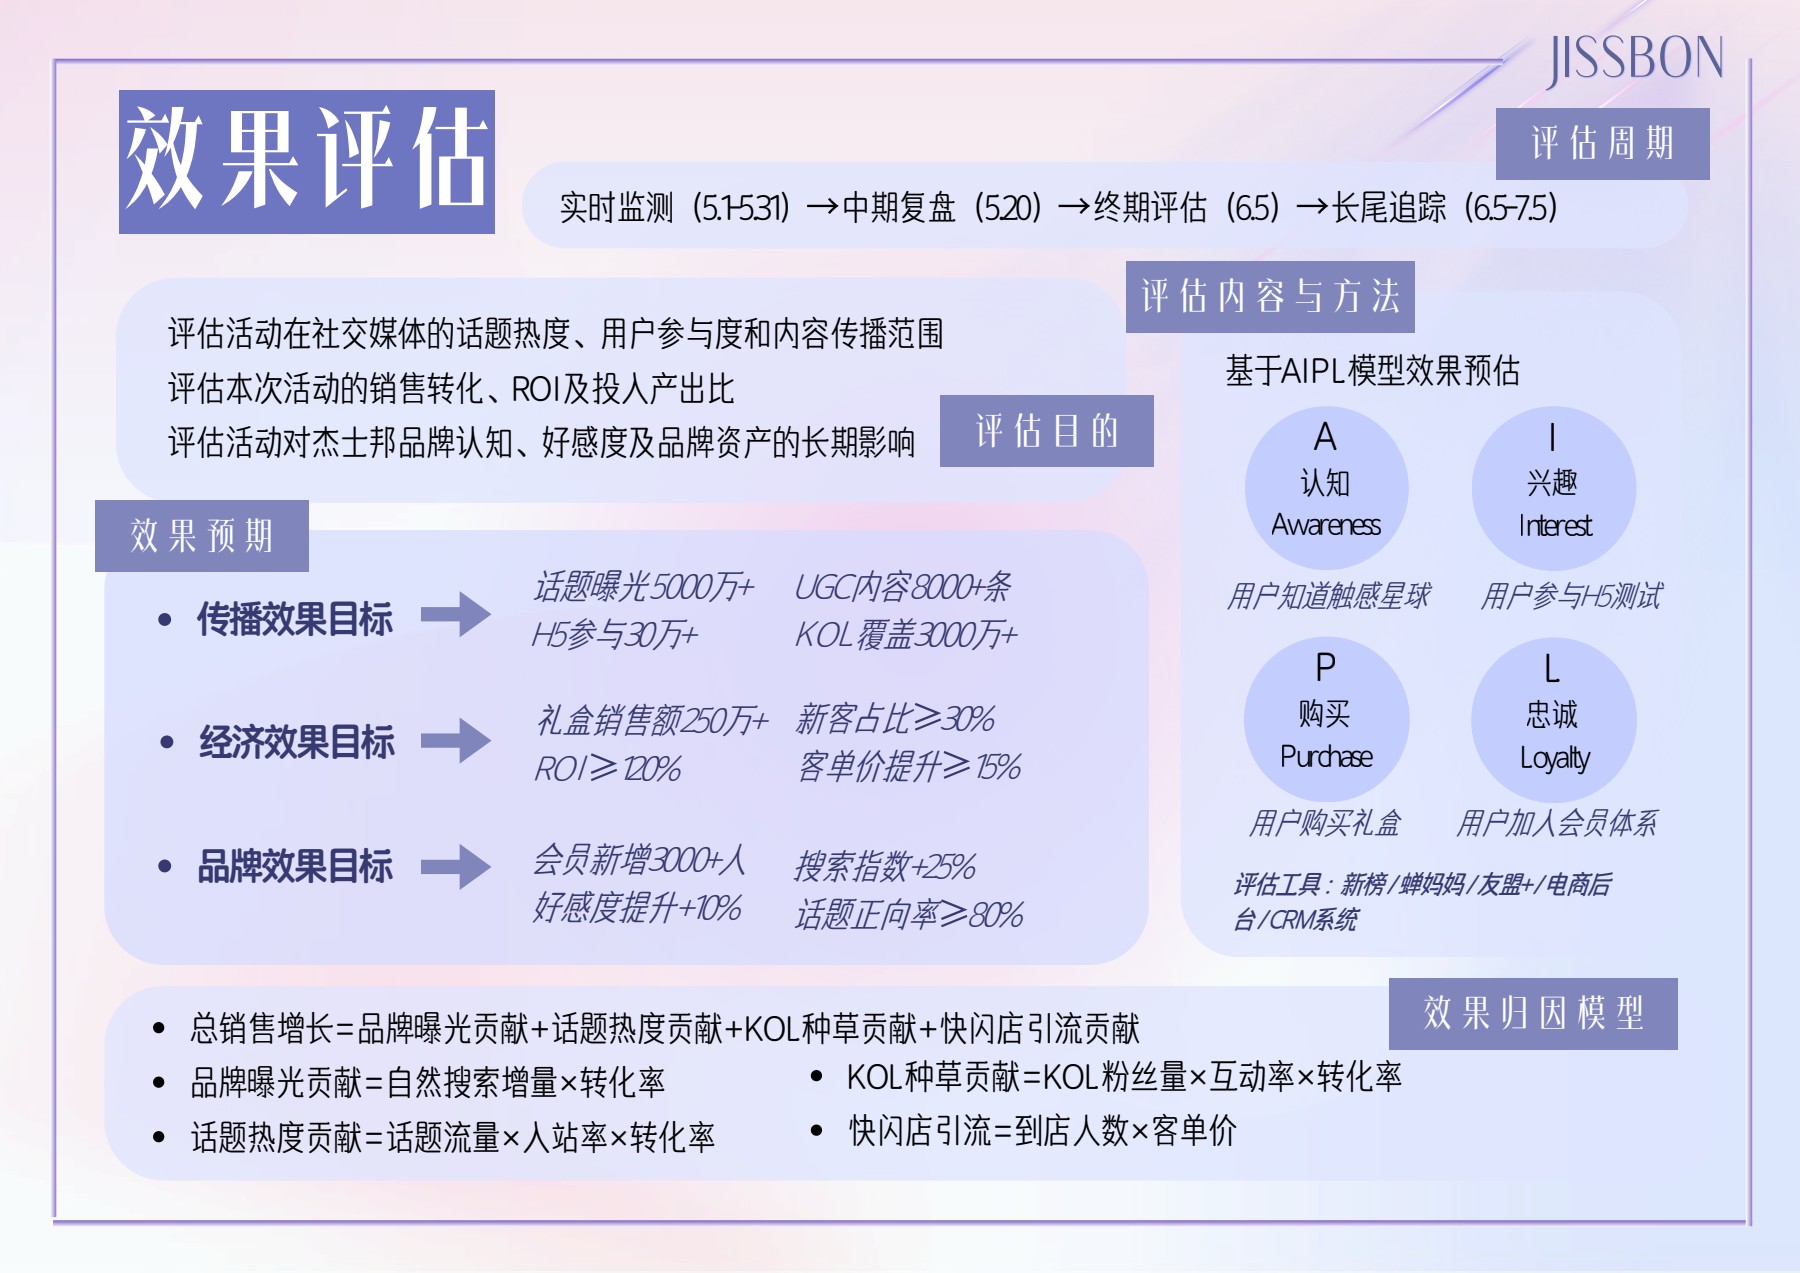 JISSBON
效果评估
评估周期
实时监测（5.1-5.31）→中期复盘（5.20）→终期评估（6.5）→长尾追踪（6.5-7.5）
评估活动在社交媒体的话题热度、用户参与度和内容传播范围
评估本次活动的销售转化、ROI及投入产出比
评估活动对杰士邦品牌认知、好感度及品牌资产的长期影响
评估目的
效果预期
传播效果目标
话题曝光5000万+
H5参与30万+
UGC内容8000+条
KOL覆盖3000万+
经济效果目标
礼盒销售额250万+
ROI≥120%
新客占比≥30%
客单价提升≥15%
品牌效果目标
会员新增3000+人
好感度提升+10%
搜索指数+25%
话题正向率≥80%
评估内容与方法
基于AIPL模型效果预估
A
认知
Awareness
用户知道触感星球
I
兴趣
Interest
用户参与H5测试
P
购买
Purchase
用户购买礼盒
L
忠诚
Loyalty
用户加入会员体系
评估工具：新榜/蝉妈妈/友盟+/电商后
台/CRM系统
效果归因模型
总销售增长=品牌曝光贡献+话题热度贡献+KOL种草贡献+快闪店引流贡献
品牌曝光贡献=自然搜索增量×转化率
话题热度贡献=话题流量×入站率×转化率
KOL种草贡献=KOL粉丝量×互动率×转化率
快闪店引流=到店人数×客单价